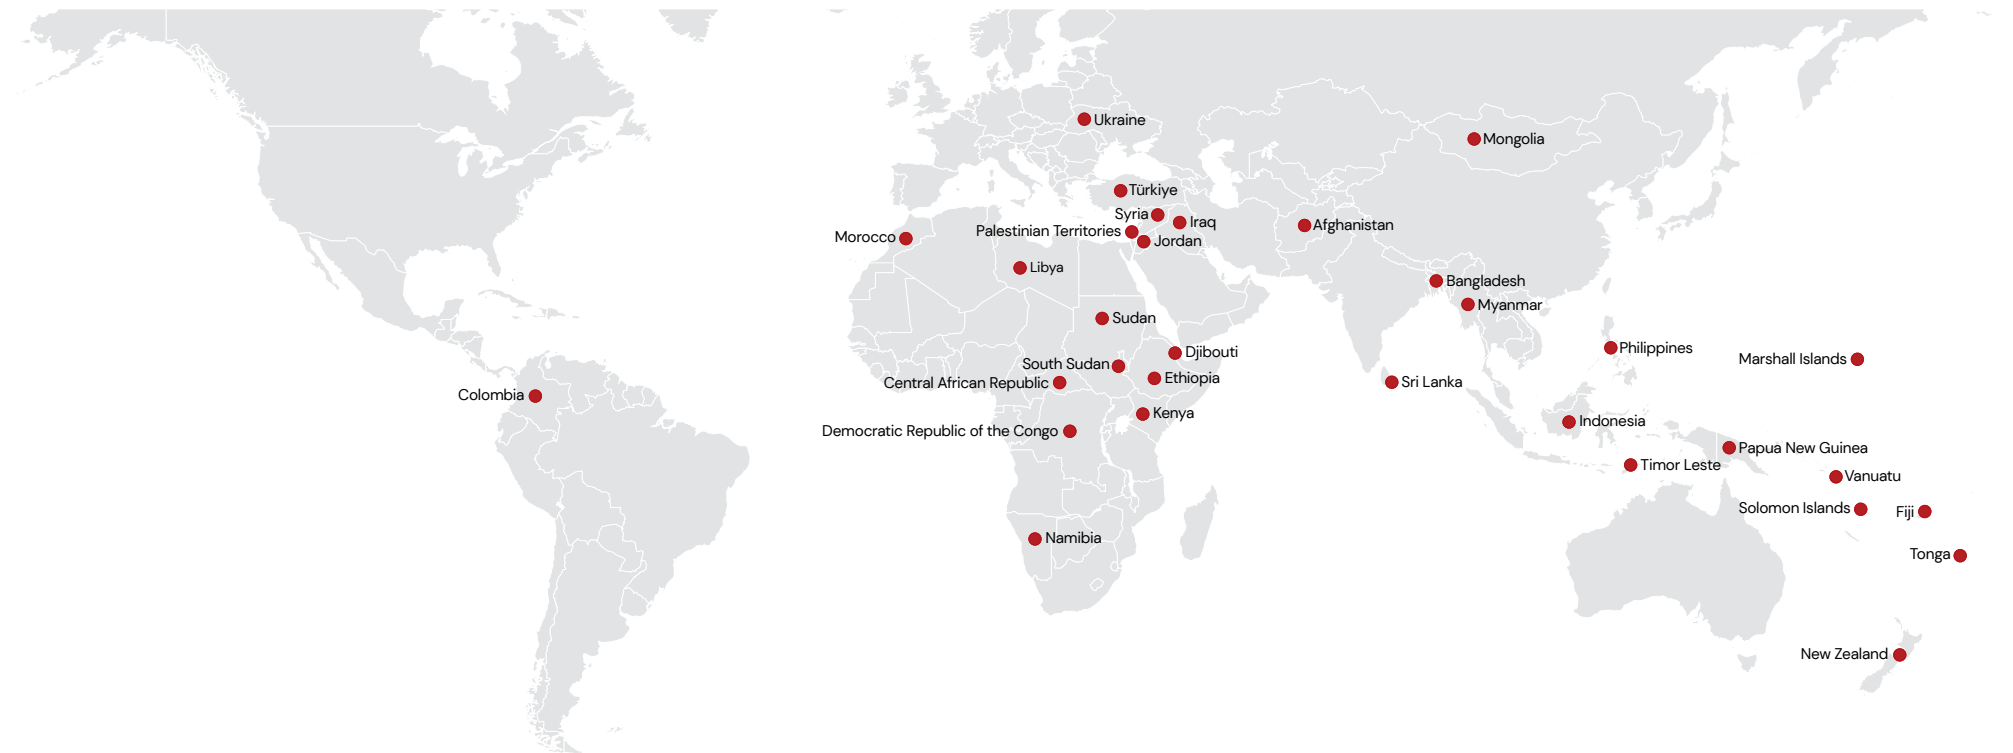 Ukraine
Mongolia
Türkiye
Syria
Iraq
Afghanistan
Palestinian Territories
Morocco
Jordan
Libya
Bangladesh
Myanmar
Sudan
Philippines
Djibouti
Marshall Islands
South Sudan
Ethiopia
Central African Republic
Sri Lanka
Colombia
Kenya
Indonesia
Democratic Republic of the Congo
Papua New Guinea
Timor Leste
Vanuatu
Solomon Islands
Fiji
Namibia
Tonga
New Zealand